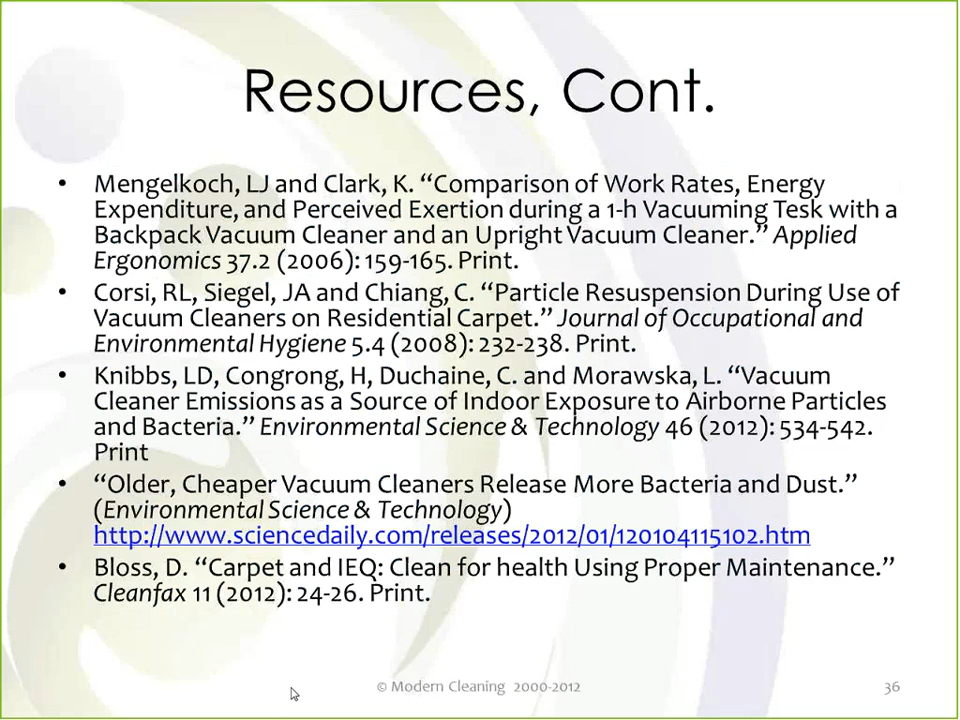 Resources, Cont.
• Mengelkoch, LJ and Clark, K. “Comparison of Work Rates, Energy
Expenditure, and Perceived Exertion during a 1-h Vacuuming Tesk with a
Backpack Vacuum Cleaner and an Upright Vacuum Cleaner.” Applied
Ergonomics 37.2 (2006): 159-165. Print.
• Corsi, RL, Siegel, JA and Chiang, C. “Particle Resuspension During Use of
Vacuum Cleaners on Residential Carpet.” Journal of Occupational and
Environmental Hygiene 5.4 (2008): 232-238. Print.
• Knibbs, LD, Congrong, H, Duchaine, C. and Morawska, L. “Vacuum
Cleaner Emissions as a Source of Indoor Exposure to Airborne Particles
and Bacteria.” Environmental Science & Technology 46 (2012): 534-542.
Print
• “Older, Cheaper Vacuum Cleaners Release More Bacteria and Dust.”
(Environmental Science & Technology)
http://www.sciencedaily.com/releases/2012/01/120104115102.htm
• Bloss, D. “Carpet and IEQ: Clean for health Using Proper Maintenance.”
Cleanfax 11 (2012): 24-26. Print.
© Modern Cleaning 2000-2012
36